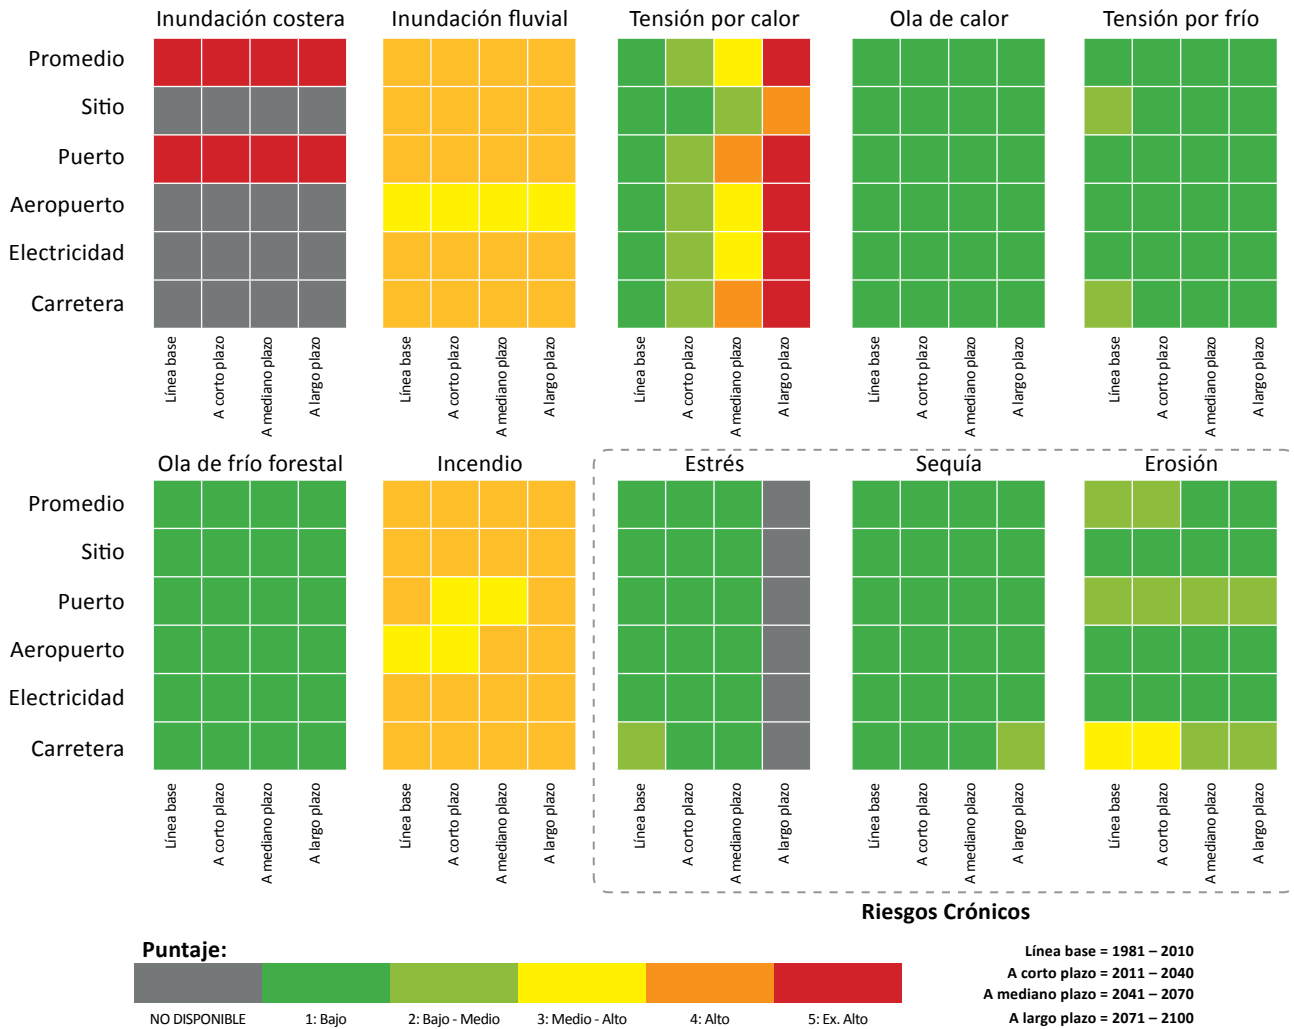 Inundación costera
Inundación fluvial
Tensión por calor
Ola de calor
Tensión por frío
Promedio
Sitio
Puerto
Aeropuerto
Electricidad
Carretera
Línea base
A corto plazo
A mediano plazo
A largo plazo
Línea base
A corto plazo
A mediano plazo
A largo plazo
Línea base
A corto plazo
A mediano plazo
A largo plazo
Línea base
A corto plazo
A mediano plazo
A largo plazo
Línea base
A corto plazo
A mediano plazo
A largo plazo
Ola de frío forestal
Incendio
Estrés
Sequía
Erosión
Promedio
Sitio
Puerto
Aeropuerto
Electricidad
Carretera
Línea base
A corto plazo
A mediano plazo
A largo plazo
Línea base
A corto plazo
A mediano plazo
A largo plazo
Línea base
A corto plazo
A mediano plazo
A largo plazo
Línea base
A corto plazo
A mediano plazo
A largo plazo
Línea base
A corto plazo
A mediano plazo
A largo plazo
Riesgos Crónicos
Puntaje:
NO DISPONIBLE
1: Bajo
2: Bajo - Medio
3: Medio - Alto
4: Alto
5: Ex. Alto
Línea base = 1981 – 2010
A corto plazo = 2011 – 2040
A mediano plazo = 2041 – 2070
A largo plazo = 2071 – 2100